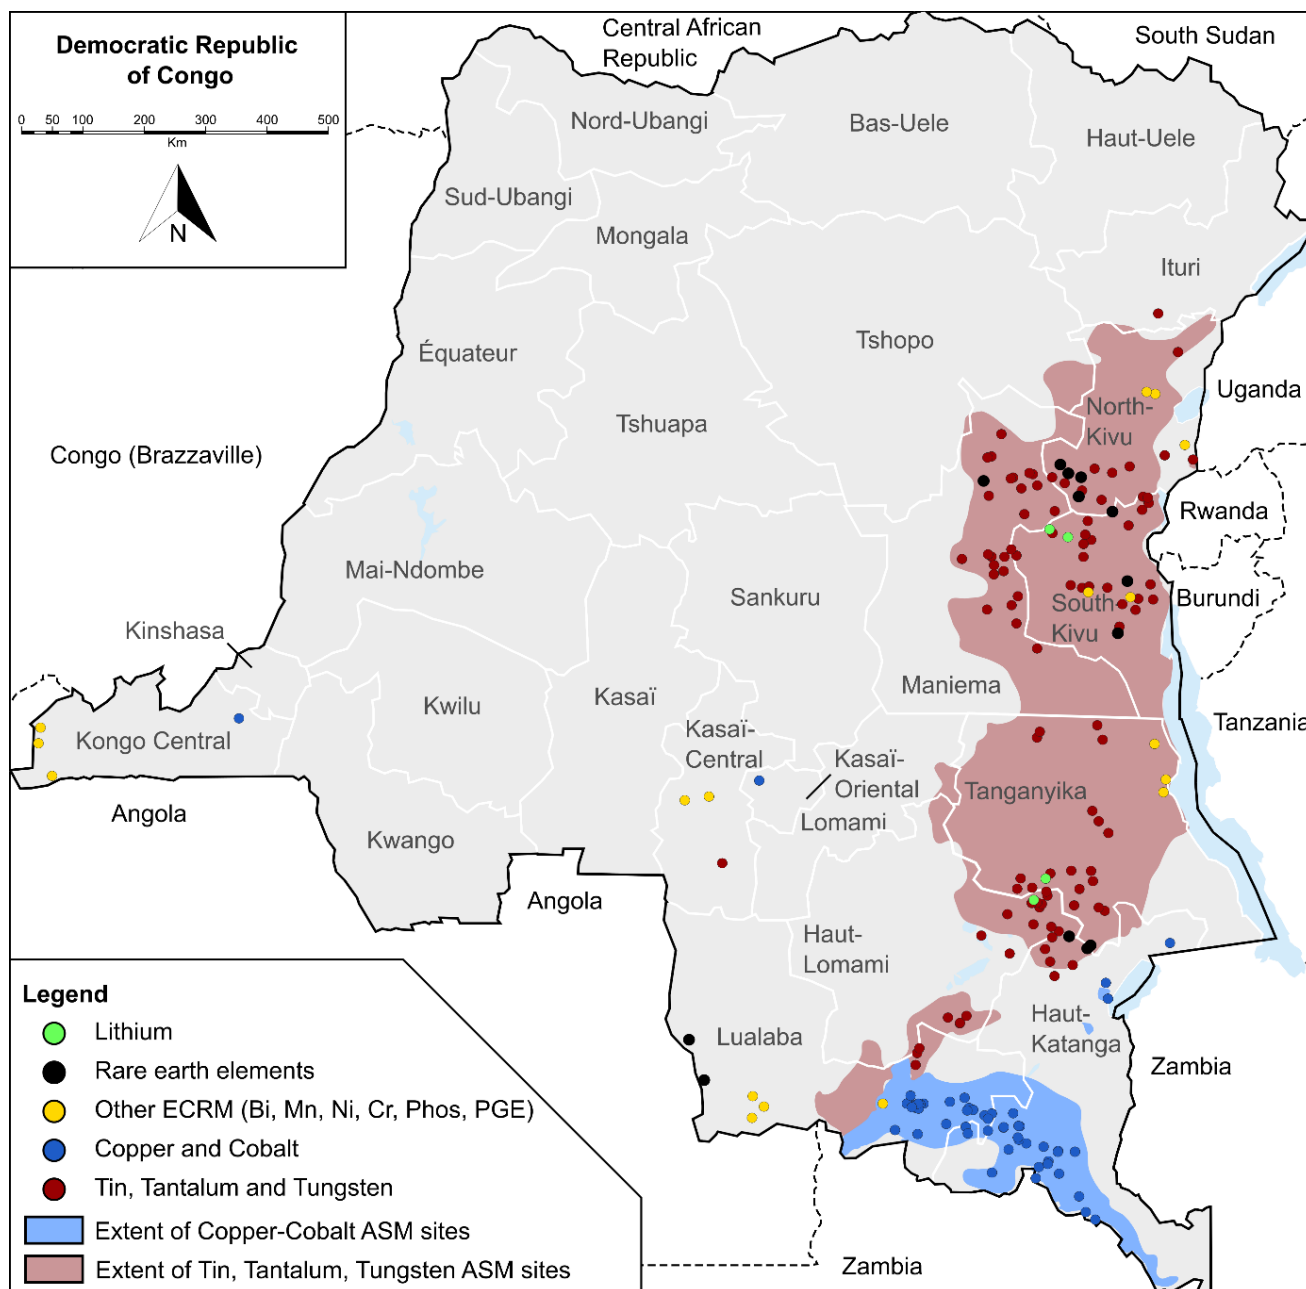 Democratic Republic
of Congo
0 50 100 200 300 400 500
Km
N
Central African
Republic
South Sudan
Nord-Ubangi
Bas-Uele
Haut-Uele
Sud-Ubangi
Mongala
Ituri
Équateur
Tshopo
Uganda
North-
Kivu
Tshuapa
Congo (Brazzaville)
Rwanda
Mai-Ndombe
Sankuru
Burundi
South-
Kivu
Kinshasa
Maniema
Kasaï
Kwilu
Tanzania
Kongo Central
Kasaï-
Central
Kasaï-
Oriental
Tanganyika
Angola
Lomami
Kwango
Angola
Haut-
Lomami
Haut-
Katanga
Lualaba
Zambia
Zambia
Legend
Lithium
Rare earth elements
Other ECRM (Bi, Mn, Ni, Cr, Phos, PGE)
Copper and Cobalt
Tin, Tantalum and Tungsten
Extent of Copper-Cobalt ASM sites
Extent of Tin, Tantalum, Tungsten ASM sites